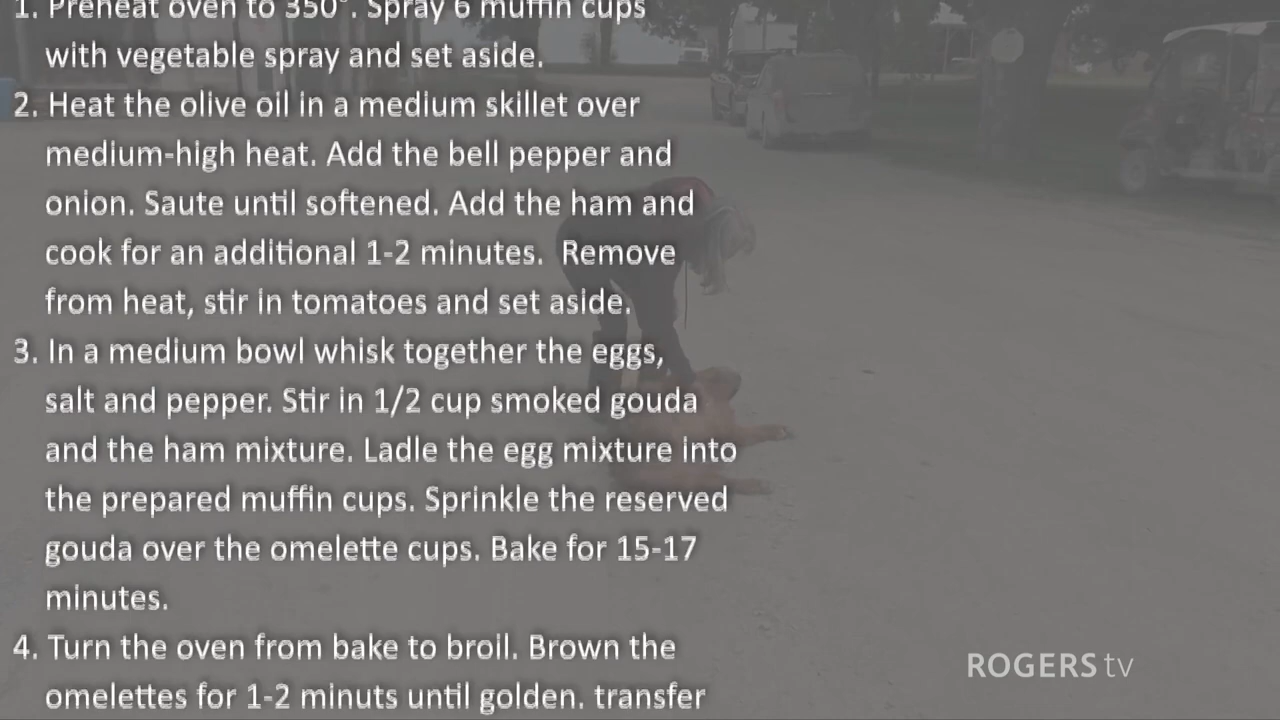 1. Preheat oven to 350°. Spray 6 muffin cups
with vegetable spray and set aside.
2. Heat the olive oil in a medium skillet over
medium-high heat. Add the bell pepper and
onion. Saute until softened. Add the ham and
cook for an additional 1-2 minutes.  Remove
from heat, stir in tomatoes and set aside.
3. In a medium bowl whisk together the eggs,
salt and pepper. Stir in 1/2 cup smoked gouda
and the ham mixture. Ladle the egg mixture into
the prepared muffin cups. Sprinkle the reserved
gouda over the omelette cups. Bake for 15-17
minutes.
4. Turn the oven from bake to broil. Brown the
omelettes for 1-2 minuts until golden. transfer
ROGERS tv